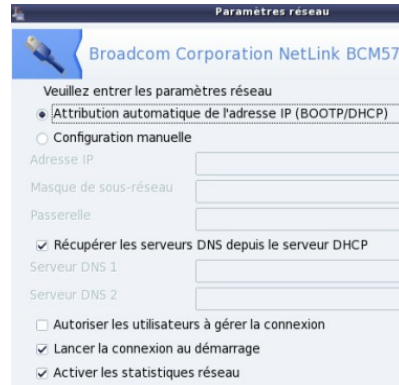 Paramètres réseau
Broadcom Corporation NetLink BCM57
Veuillez entrer les paramètres réseau
Attribution automatique de l'adresse IP (BOOTP/DHCP)
Configuration manuelle
Adresse IP
Masque de sous-réseau
Passerelle
Récupérer les serveurs DNS depuis le serveur DHCP
Serveur DNS 1
Serveur DNS 2
Autoriser les utilisateurs à gérer la connexion
Lancer la connexion au démarrage
Activer les statistiques réseau